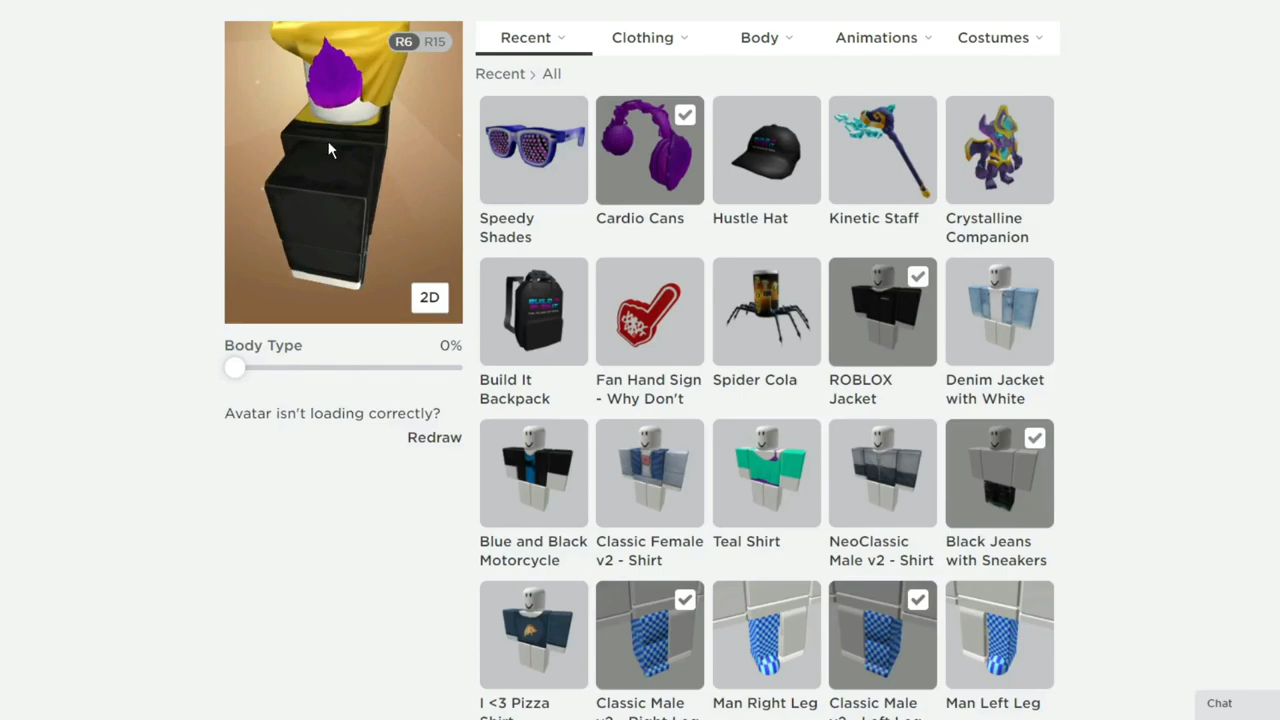 R6 R15
2D
Body Type 0%
Avatar isn't loading correctly?
Redraw
Recent Clothing Body Animations Costumes
Recent > All
Speedy Shades
Cardio Cans
Hustle Hat
Kinetic Staff
Crystalline Companion
Build It Backpack
Fan Hand Sign - Why Don't
Spider Cola
ROBLOX Jacket
Denim Jacket with White
Blue and Black Motorcycle
Classic Female v2 - Shirt
Teal Shirt
NeoClassic Male v2 - Shirt
Black Jeans with Sneakers
I <3 Pizza
Classic Male
Man Right Leg
Classic Male
Man Left Leg
Chat